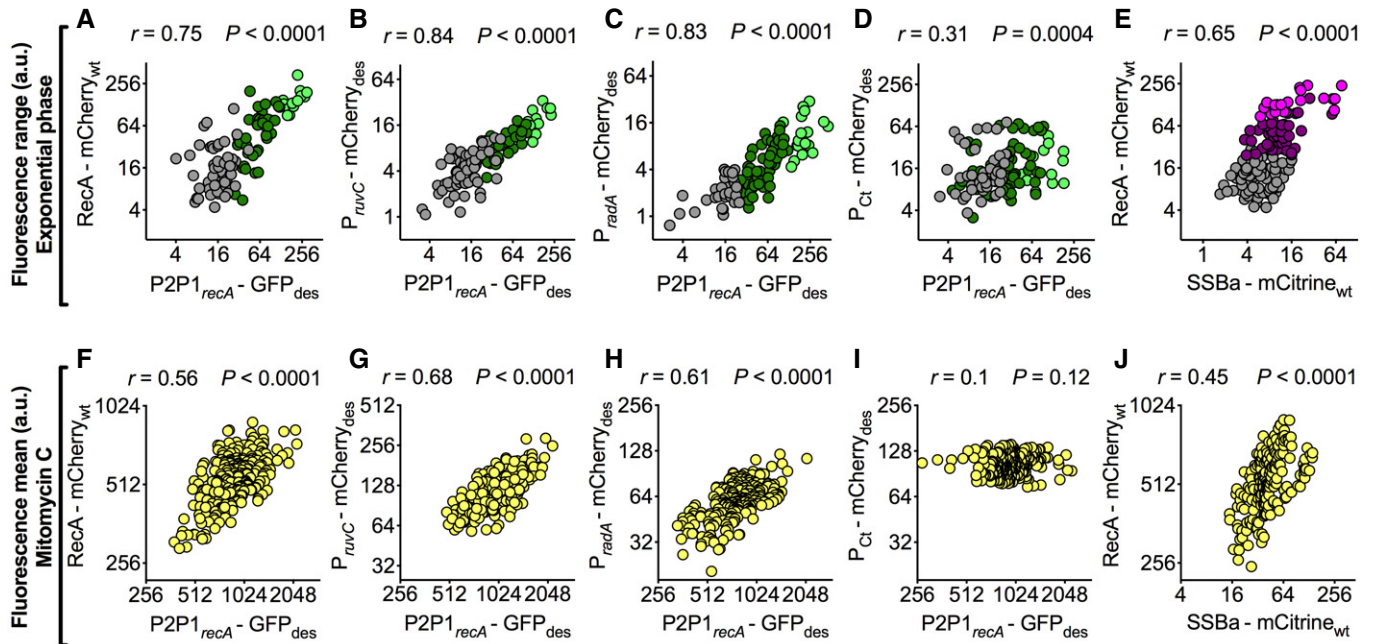 Fluorescence range (a.u.)
Exponential phase
A
r = 0.75 P < 0.0001
RecA - mCherrywt
256
64
16
4
4 16 64 256
P2P1recA - GFPdes
B
r = 0.84 P < 0.0001
PruvC - mCherrydes
64
16
4
1
4 16 64 256
P2P1recA - GFPdes
C
r = 0.83 P < 0.0001
PradA - mCherrydes
64
16
4
1
4 16 64 256
P2P1recA - GFPdes
D
r = 0.31 P = 0.0004
PCt - mCherrydes
256
64
16
4
4 16 64 256
P2P1recA - GFPdes
E
r = 0.65 P < 0.0001
RecA - mCherrywt
256
64
16
4
1 4 16 64
SSBa - mCitrinewt
Fluorescence mean (a.u.)
Mitomycin C
F
r = 0.56 P < 0.0001
RecA - mCherrywt
1024
512
256
256 512 1024 2048
P2P1recA - GFPdes
G
r = 0.68 P < 0.0001
PruvC - mCherrydes
512
256
128
64
32
256 512 1024 2048
P2P1recA - GFPdes
H
r = 0.61 P < 0.0001
PradA - mCherrydes
256
128
64
32
256 512 1024 2048
P2P1recA - GFPdes
I
r = 0.1 P = 0.12
PCt - mCherrydes
256
128
64
32
256 512 1024 2048
P2P1recA - GFPdes
J
r = 0.45 P < 0.0001
RecA - mCherrywt
1024
512
256
4 16 64 256
SSBa - mCitrinewt